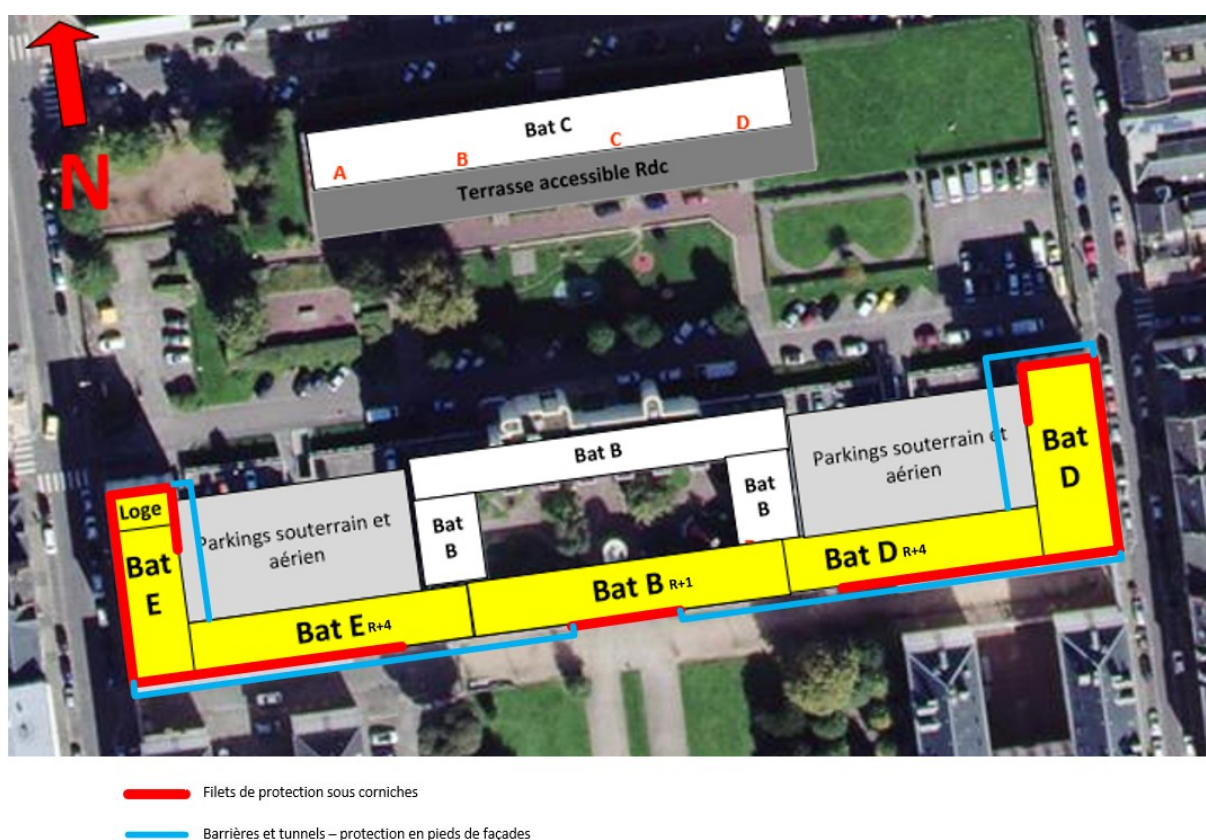 N
Bat C
A
B
C
D
Terrasse accessible Rdc
Bat B
Parkings souterrain et
aérien
Bat
D
Loge
Bat
E
Parkings souterrain et
aérien
Bat
B
Bat
B
Bat E R+4
Bat B R+1
Bat D R+4
Filets de protection sous corniches
Barrières et tunnels – protection en pieds de façades